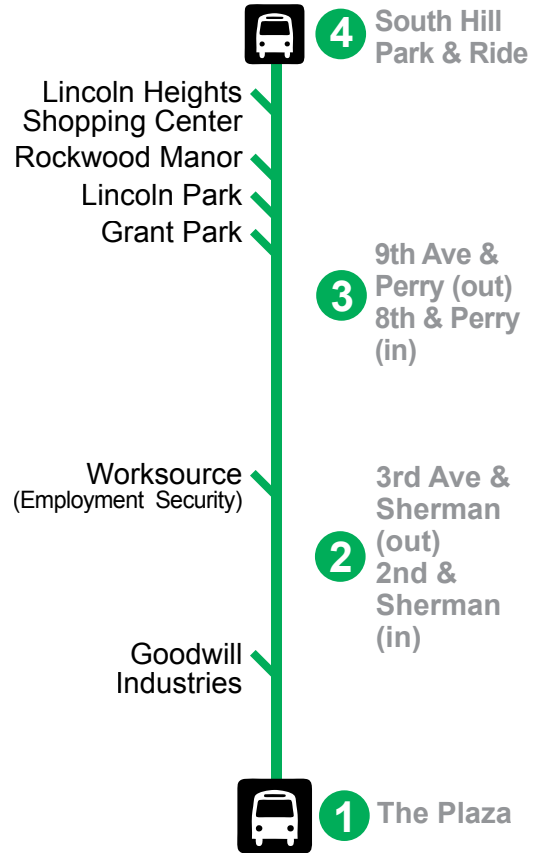 4
South Hill
Park & Ride
Lincoln Heights
Shopping Center
Rockwood Manor
Lincoln Park
Grant Park
3
9th Ave &
Perry (out)
8th & Perry
(in)
Worksource
(Employment Security)
2
3rd Ave &
Sherman
(out)
2nd &
Sherman
(in)
Goodwill
Industries
1
The Plaza